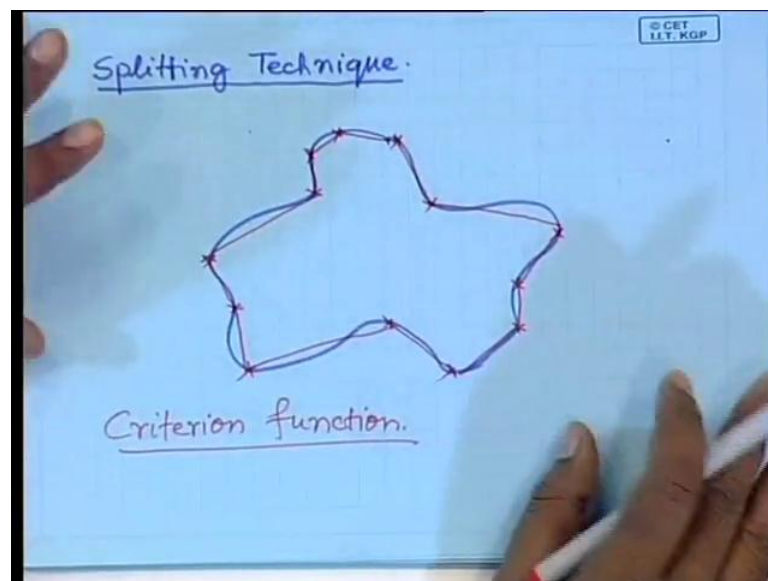 © CET
I.I.T. KGP
Splitting Technique.
Criterion function.